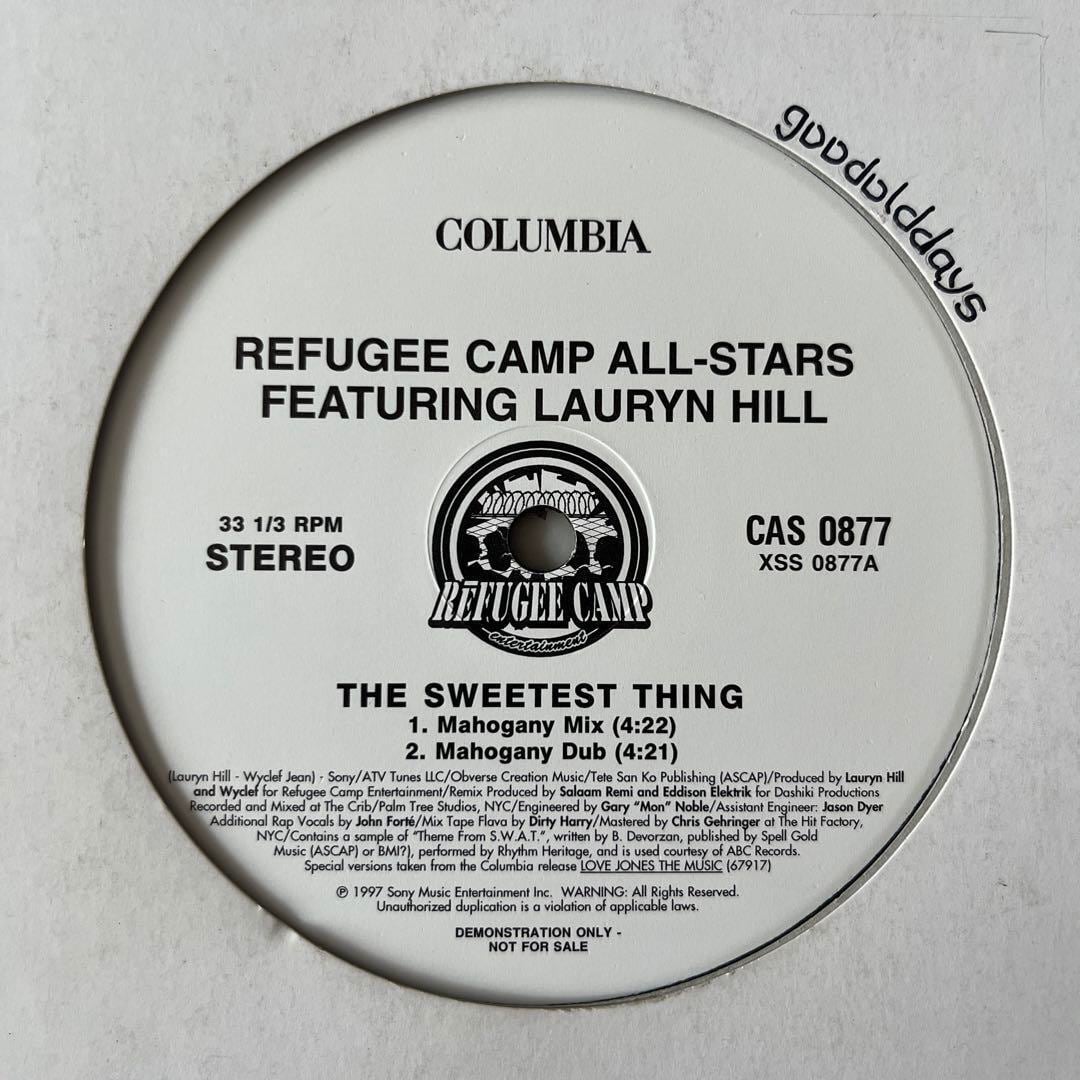 goodolddays
COLUMBIA
REFUGEE CAMP ALL-STARS
FEATURING LAURYN HILL
33 1/3 RPM
STEREO
CAS 0877
XSS 0877A
REFUGEE CAMP
entertainment
THE SWEETEST THING
1. Mahogany Mix (4:22)
2. Mahogany Dub (4:21)
(Lauryn Hill - Wyclef Jean) - Sony/ATV Tunes LLC/Obverse Creation Music/Tete San Ko Publishing (ASCAP)/Produced by Lauryn Hill
and Wyclef for Refugee Camp Entertainment/Remix Produced by Salaam Remi and Eddison Elektrik for Dashiki Productions
Recorded and Mixed at The Crib/Palm Tree Studios, NYC/Engineered by Gary “Mon” Noble/Assistant Engineer: Jason Dyer
Additional Rap Vocals by John Forté/Mix Tape Flava by Dirty Harry/Mastered by Chris Gehringer at The Hit Factory,
NYC/Contains a sample of “Theme From S.W.A.T.”, written by B. Devorzan, published by Spell Gold
Music (ASCAP) or BMI?), performed by Rhythm Heritage, and is used courtesy of ABC Records.
Special versions taken from the Columbia release LOVE JONES THE MUSIC (67917)
℗ 1997 Sony Music Entertainment Inc. WARNING: All Rights Reserved.
Unauthorized duplication is a violation of applicable laws.
DEMONSTRATION ONLY -
NOT FOR SALE